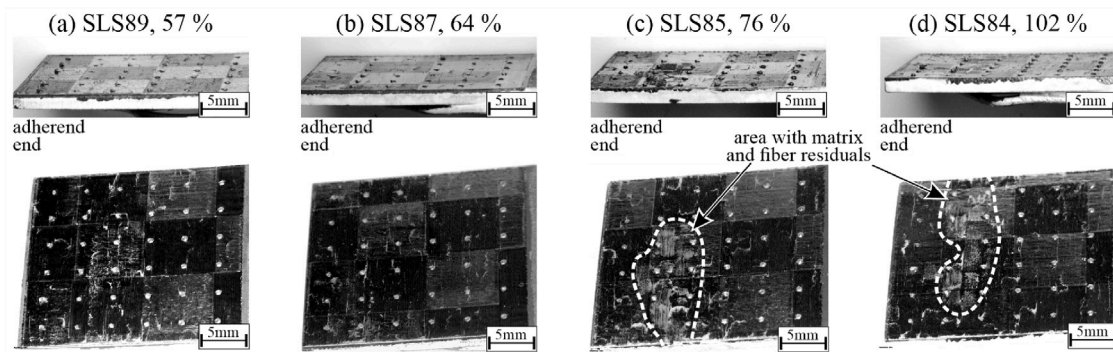 (a) SLS89, 57 %
(b) SLS87, 64 %
(c) SLS85, 76 %
(d) SLS84, 102 %
5mm
5mm
5mm
5mm
adherend
end
adherend
end
adherend
end
adherend
end
area with matrix
and fiber residuals
5mm
5mm
5mm
5mm